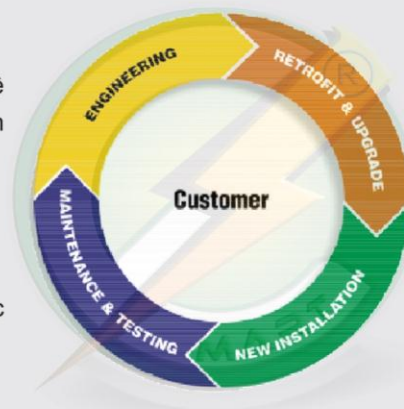 ENGINEERING
RETROFIT & UPGRADE
Customer
MAINTENANCE & TESTING
NEW INSTALLATION